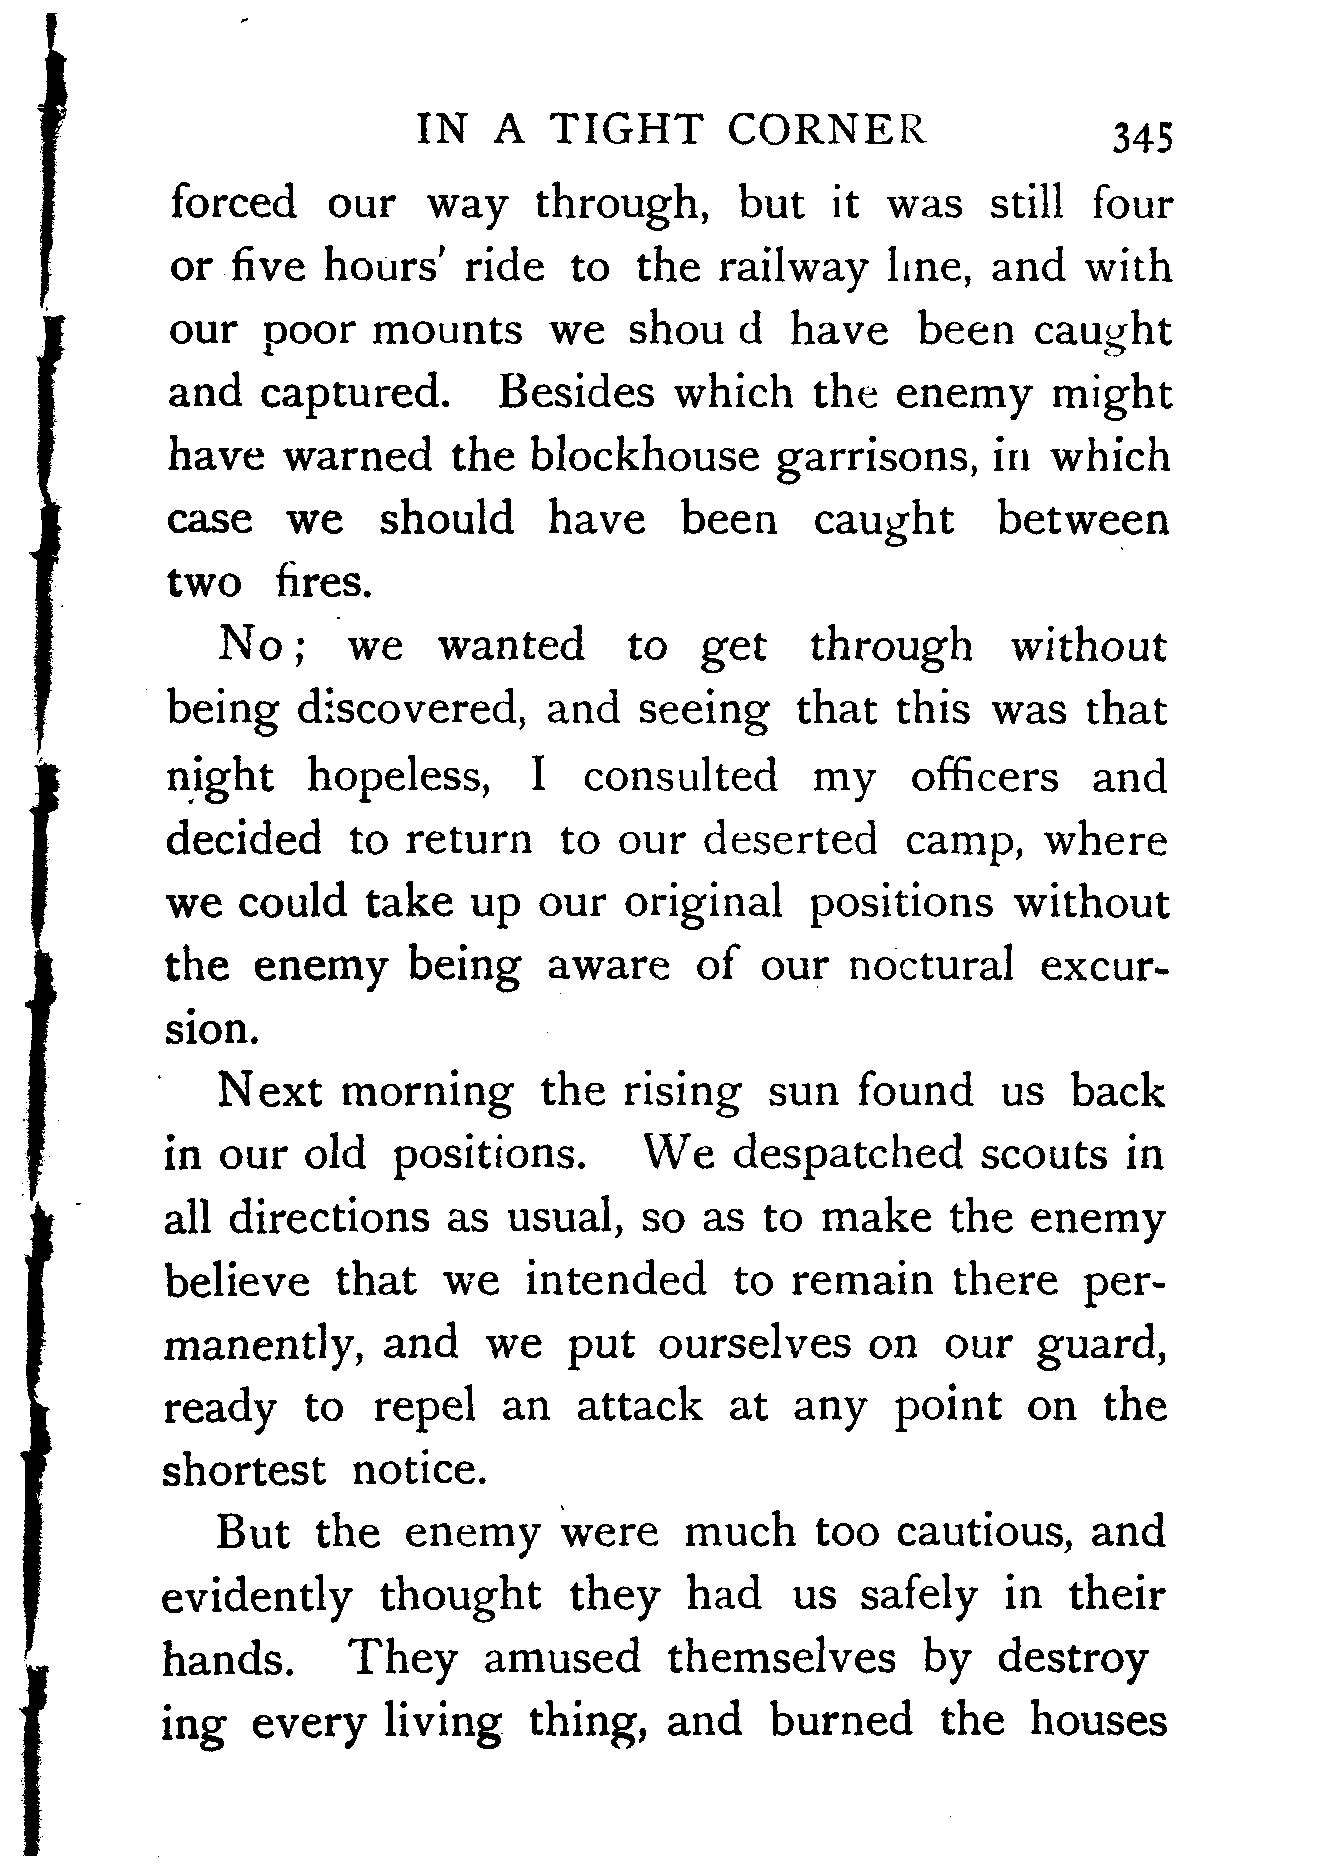 IN A TIGHT CORNER 345
forced our way through, but it was still four
or five hours' ride to the railway line, and with
our poor mounts we shou d have been caught
and captured. Besides which the enemy might
have warned the blockhouse garrisons, in which
case we should have been caught between
two fires.
No; we wanted to get through without
being discovered, and seeing that this was that
night hopeless, I consulted my officers and
decided to return to our deserted camp, where
we could take up our original positions without
the enemy being aware of our noctural excur-
sion.
Next morning the rising sun found us back
in our old positions. We despatched scouts in
all directions as usual, so as to make the enemy
believe that we intended to remain there per-
manently, and we put ourselves on our guard,
ready to repel an attack at any point on the
shortest notice.
But the enemy were much too cautious, and
evidently thought they had us safely in their
hands. They amused themselves by destroy
ing every living thing, and burned the houses